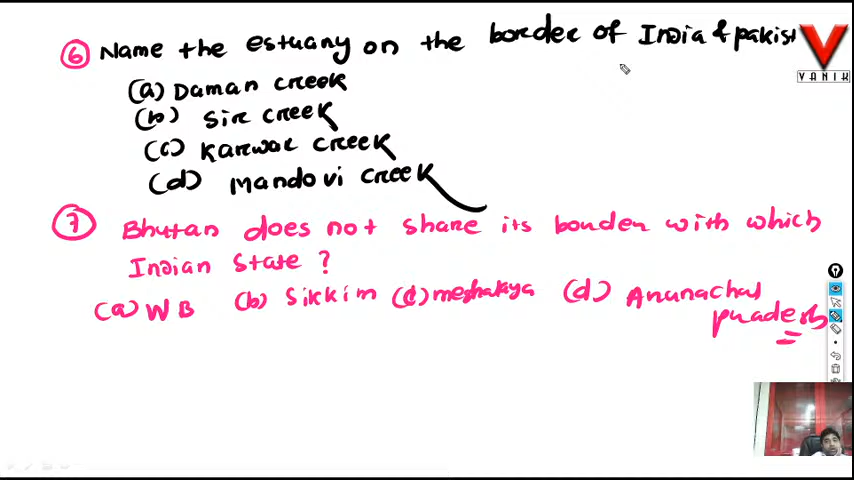 6 Name the estuary on the border of India & pakist
VANIK
(a) Daman creek
(b) Sir creek
(c) Karwar creek
(d) mandovi creek
7 Bhutan does not share its border with which
Indian state ?
(a) WB (b) Sikkim (c) meghalaya (d) Arunachal
pradesh